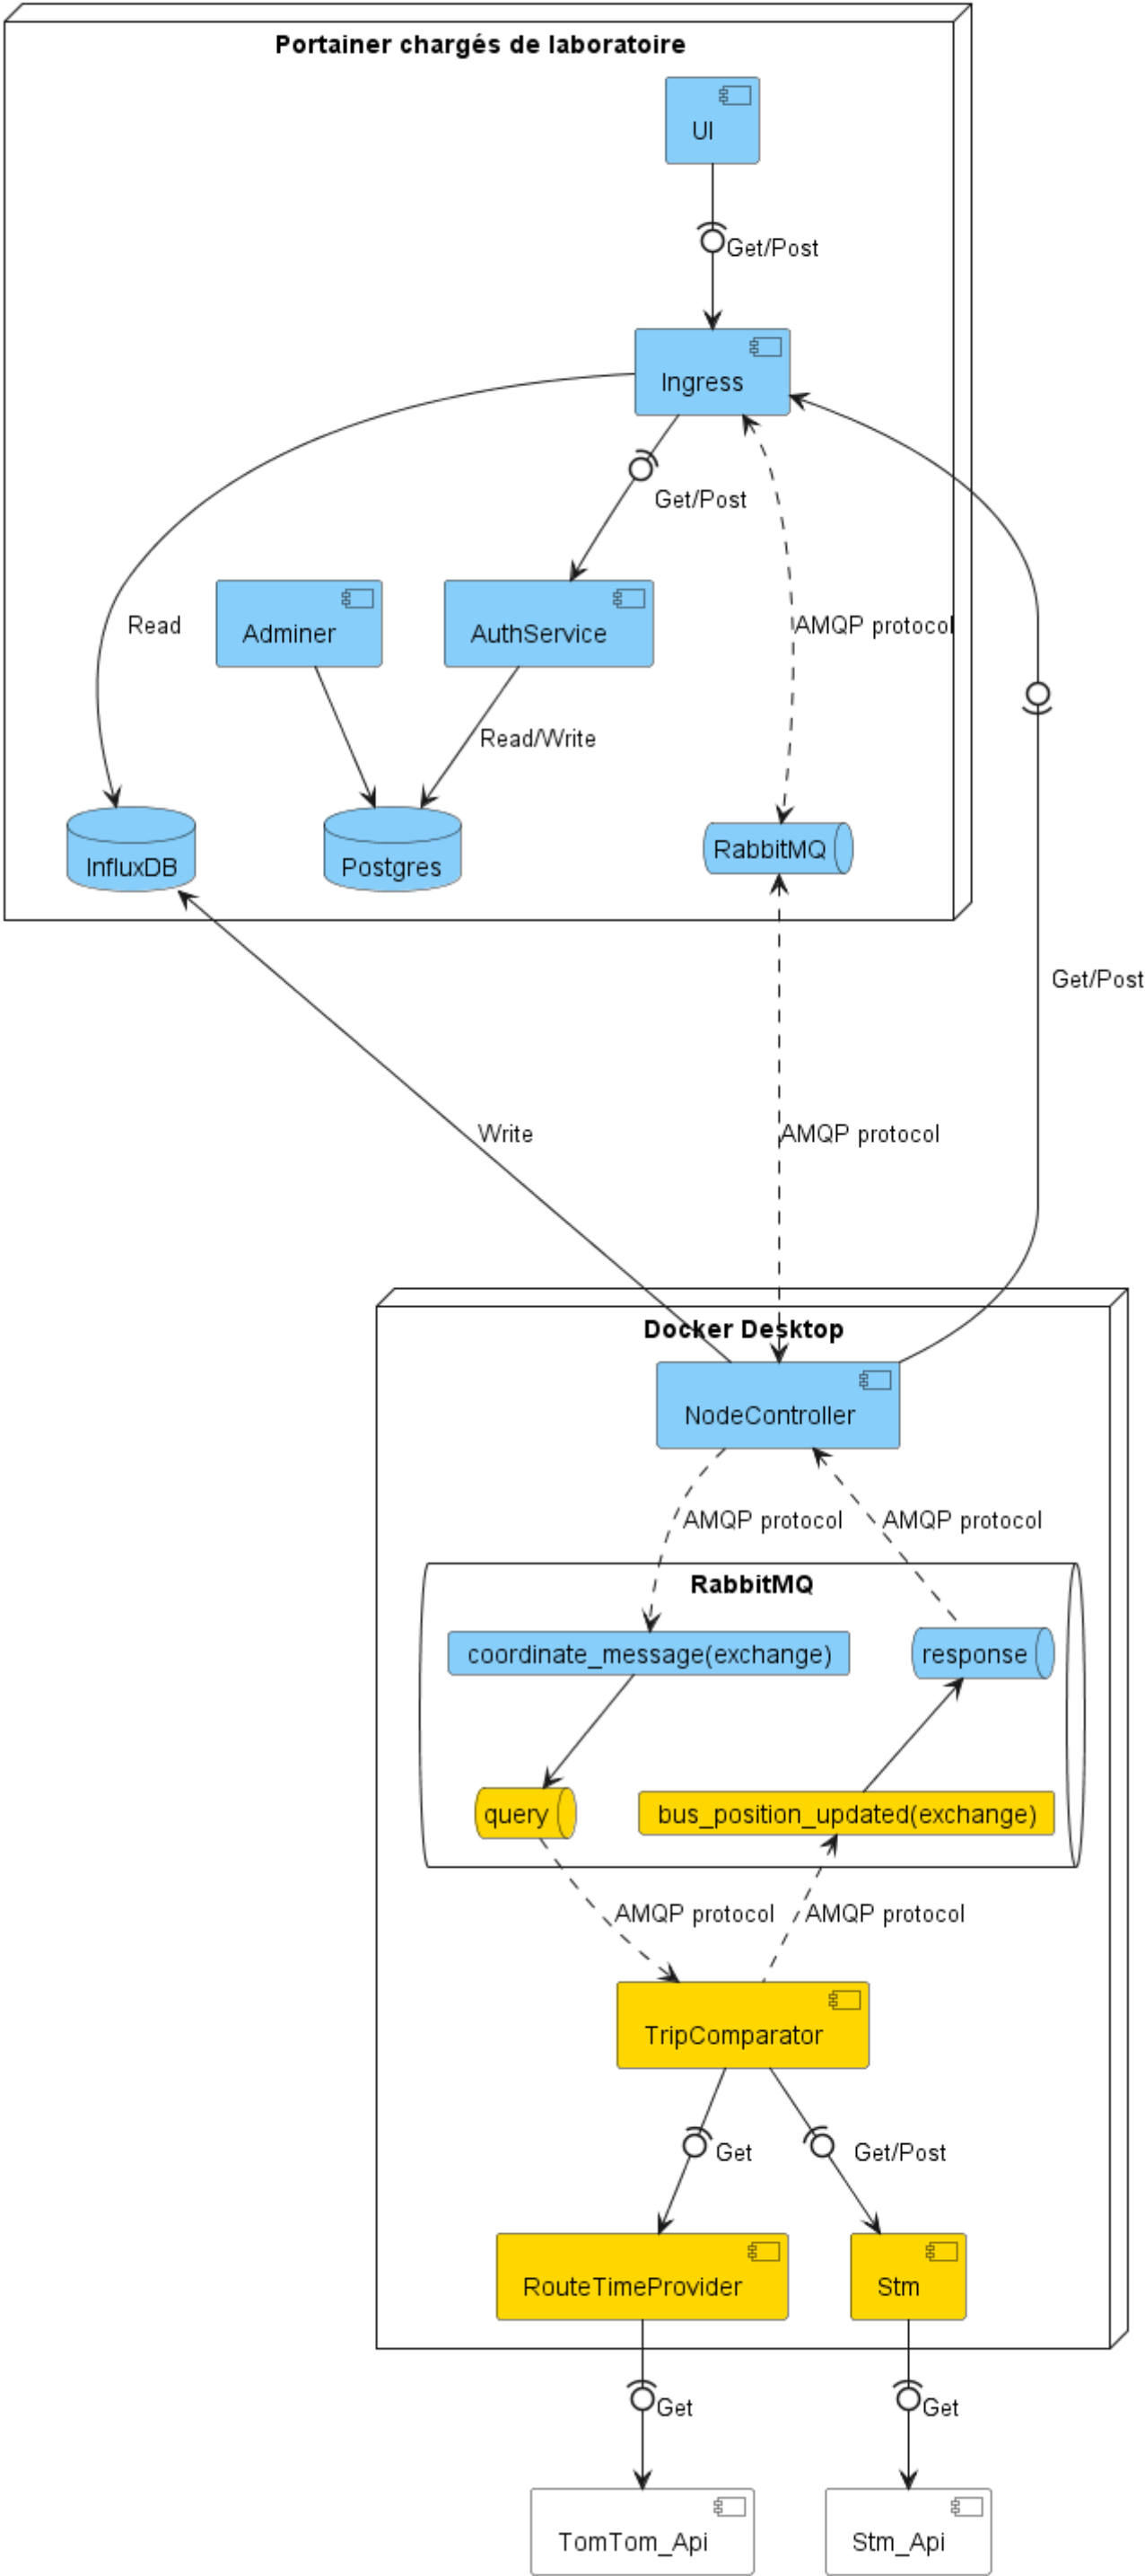 Portainer chargés de laboratoire
UI
Get/Post
Ingress
Get/Post
Read
Adminer
AuthService
AMQP protocol
Read/Write
InfluxDB
Postgres
RabbitMQ
Get/Post
Write
AMQP protocol
Docker Desktop
NodeController
AMQP protocol
AMQP protocol
RabbitMQ
coordinate_message(exchange)
response
query
bus_position_updated(exchange)
AMQP protocol
AMQP protocol
TripComparator
Get
Get/Post
RouteTimeProvider
Stm
Get
Get
TomTom_Api
Stm_Api